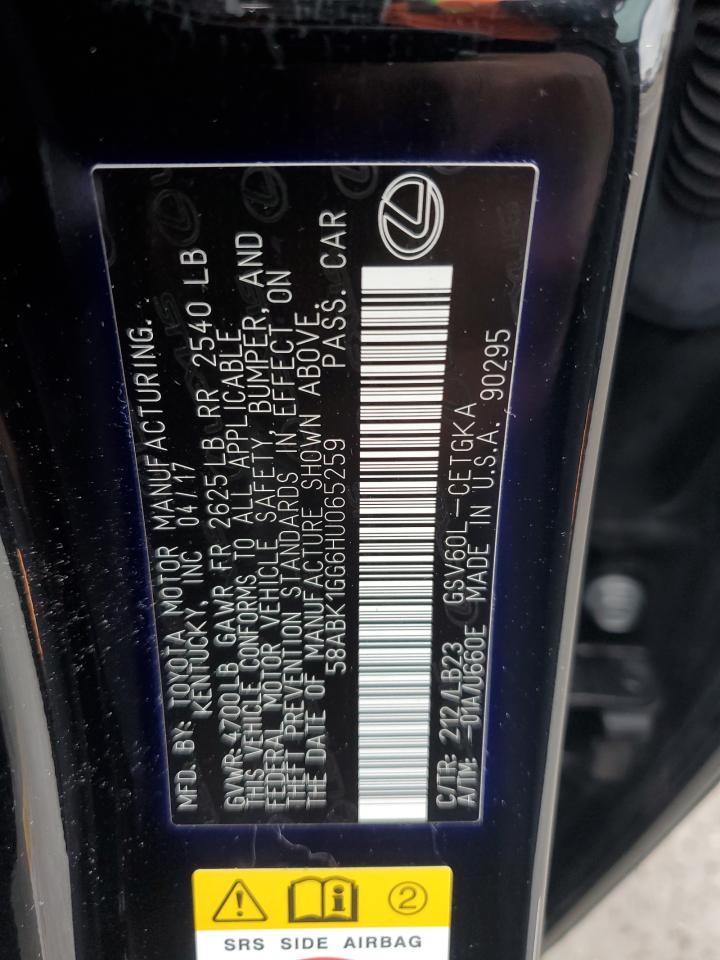 MFD. BY: TOYOTA MOTOR MANUFACTURING.
KENTUCKY, INC 04/17
GVWR 4700LB GAWR FR 2625LB RR 2540 LB
THIS VEHICLE CONFORMS TO ALL APPLICABLE
FEDERAL MOTOR VEHICLE SAFETY BUMPER, AND
THEFT PREVENTION STANDARDS IN EFFECT ON
THE DATE OF MANUFACTURE SHOWN ABOVE.
58ABK1GG6HU065259 PASS. CAR
C/TR: 212/LB23 GSV60L-CETGKA
A/TM: -01A/U660E MADE IN U.S.A. 90295
2
SRS SIDE AIRBAG